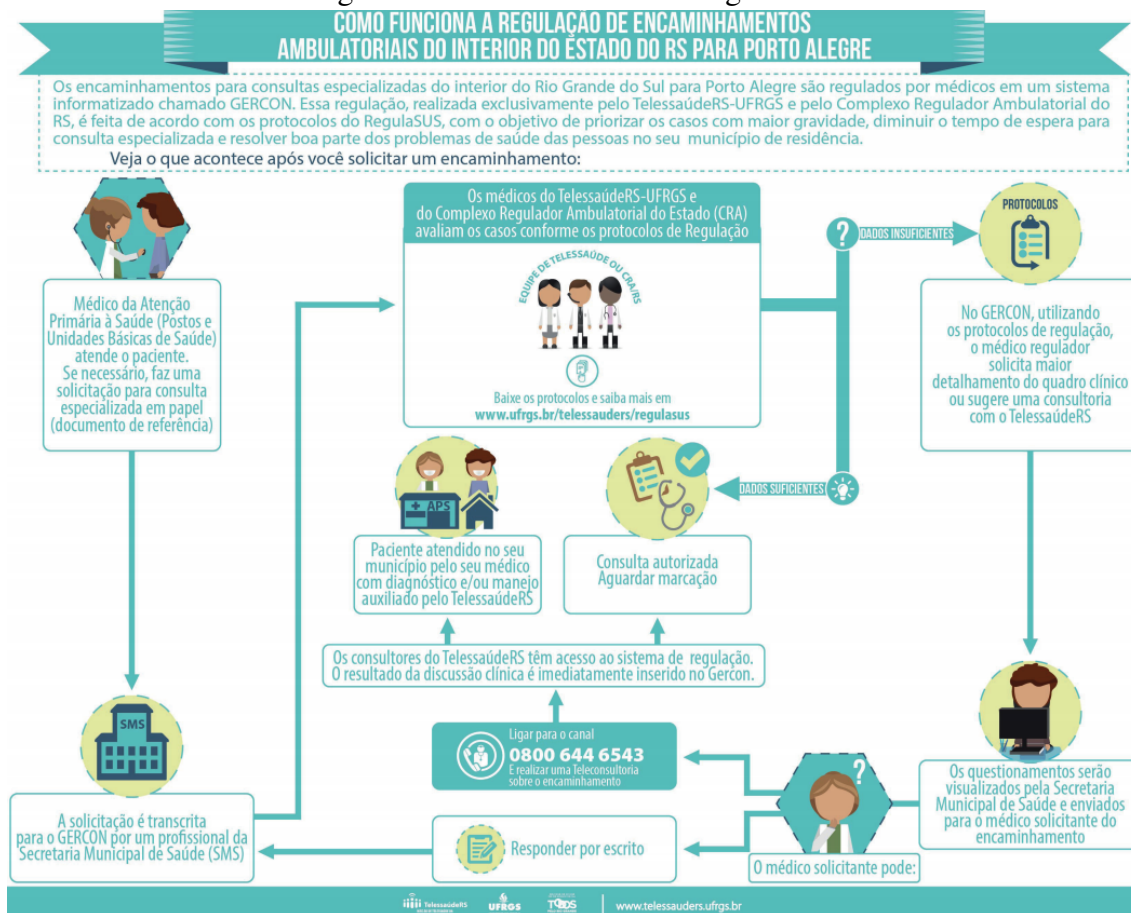 COMO FUNCIONA A REGULAÇÃO DE ENCAMINHAMENTOS
AMBULATORIAIS DO INTERIOR DO ESTADO DO RS PARA PORTO ALEGRE
Os encaminhamentos para consultas especializadas do interior do Rio Grande do Sul para Porto Alegre são regulados por médicos em um sistema
informatizado chamado GERCON. Essa regulação, realizada exclusivamente pelo TelessaúdeRS-UFRGS e pelo Complexo Regulador Ambulatorial do
RS, é feita de acordo com os protocolos do RegulaSUS, com o objetivo de priorizar os casos com maior gravidade, diminuir o tempo de espera para
consulta especializada e resolver boa parte dos problemas de saúde das pessoas no seu município de residência.
Veja o que acontece após você solicitar um encaminhamento:
Médico da Atenção
Primária à Saúde (Postos e
Unidades Básicas de Saúde)
atende o paciente.
Se necessário, faz uma
solicitação para consulta
especializada em papel
(documento de referência)
SMS
A solicitação é transcrita
para o GERCON por um profissional da
Secretaria Municipal de Saúde (SMS)
Os médicos do TelessaúdeRS-UFRGS e
do Complexo Regulador Ambulatorial do Estado (CRA)
avaliam os casos conforme os protocolos de Regulação
EQUIPE DE TELESSAÚDE OU CRA/RS
Baixe os protocolos e saiba mais em
www.ufrgs.br/telessauders/regulasus
?
DADOS INSUFICIENTES
PROTOCOLOS
No GERCON, utilizando
os protocolos de regulação,
o médico regulador
solicita maior
detalhamento do quadro clínico
ou sugere uma consultoria
com o TelessaúdeRS
DADOS SUFICIENTES
Consulta autorizada
Aguardar marcação
APS
Paciente atendido no seu
município pelo seu médico
com diagnóstico e/ou manejo
auxiliado pelo TelessaúdeRS
Os consultores do TelessaúdeRS têm acesso ao sistema de regulação.
O resultado da discussão clínica é imediatamente inserido no Gercon.
Ligar para o canal
0800 644 6543
E realizar uma Teleconsultoria
sobre o encaminhamento
Responder por escrito
?
O médico solicitante pode:
Os questionamentos serão
visualizados pela Secretaria
Municipal de Saúde e enviados
para o médico solicitante do
encaminhamento
TelessaúdeRS
UFRGS
www.telessauders.ufrgs.br